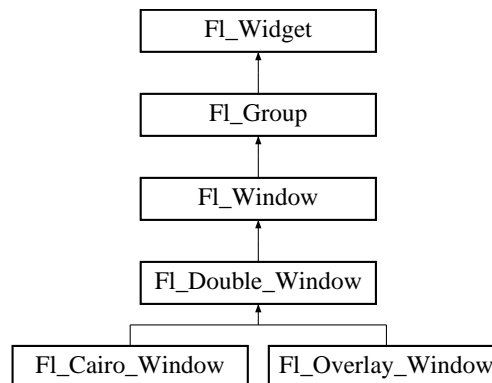 Fl_Widget
Fl_Group
Fl_Window
Fl_Double_Window
Fl_Cairo_Window
Fl_Overlay_Window